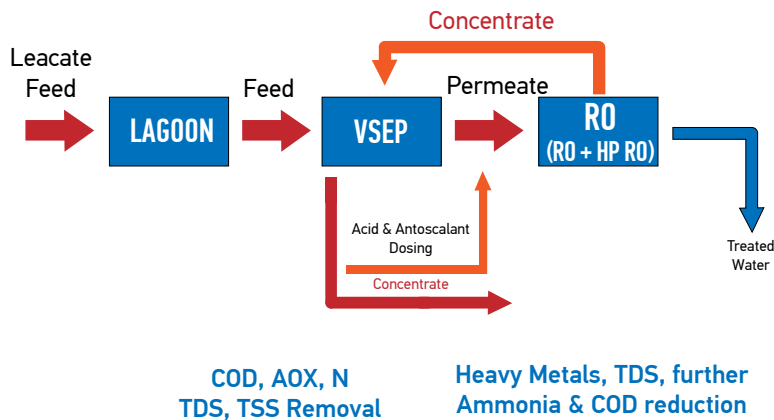 Concentrate
Leacate
Feed
Feed
Permeate
LAGOON
VSEP
RO
(RO + HP RO)
Acid & Antoscalant
Dosing
Concentrate
Treated
Water
COD, AOX, N
TDS, TSS Removal
Heavy Metals, TDS, further
Ammonia & COD reduction